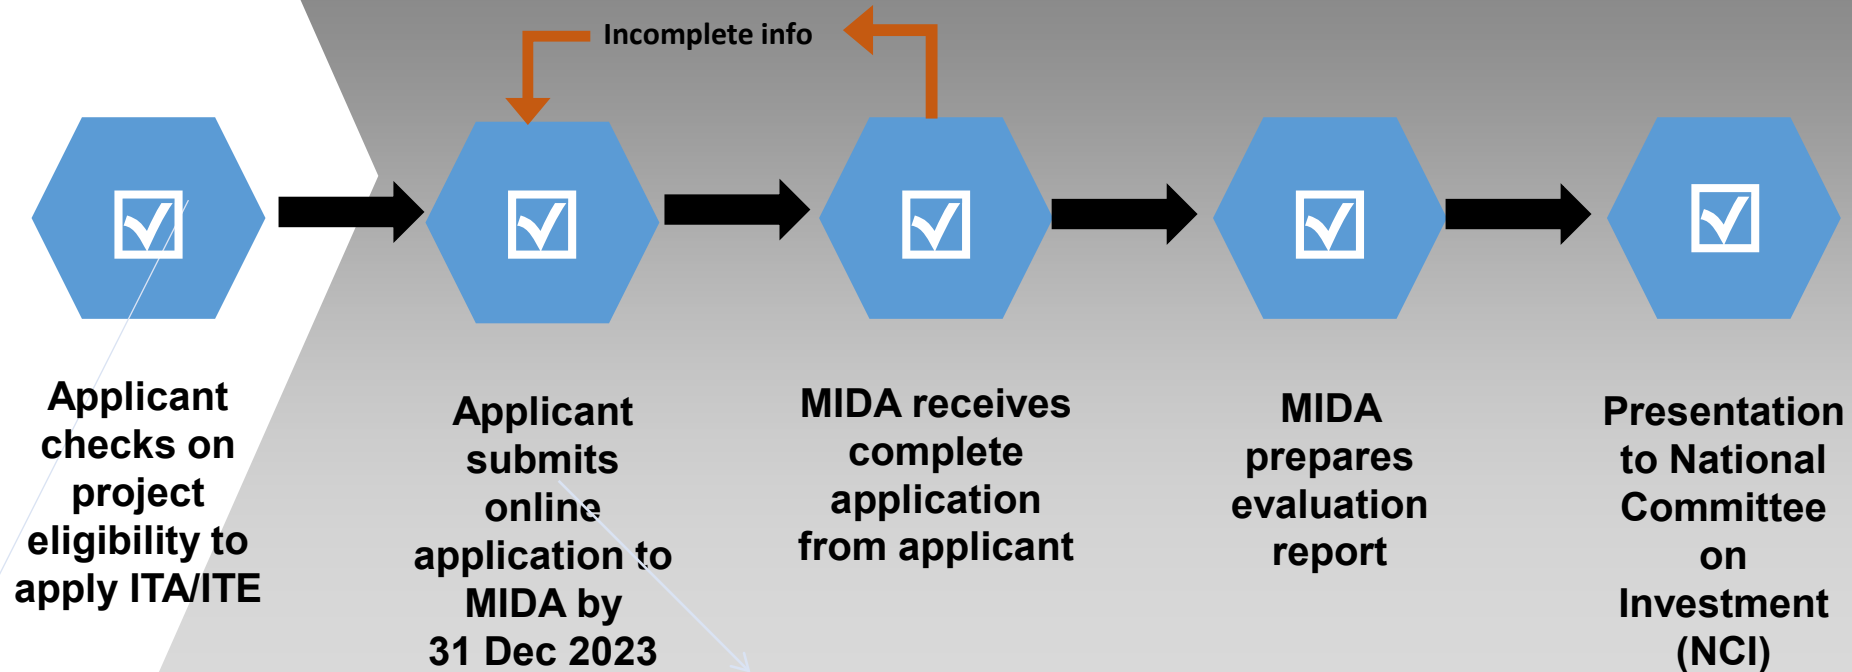 Incomplete info
Applicant
checks on
project
eligibility to
apply ITA/ITE
Applicant
submits
online
application to
MIDA by
31 Dec 2023
MIDA receives
complete
application
from applicant
MIDA
prepares
evaluation
report
Presentation
to National
Committee
on
Investment
(NCI)